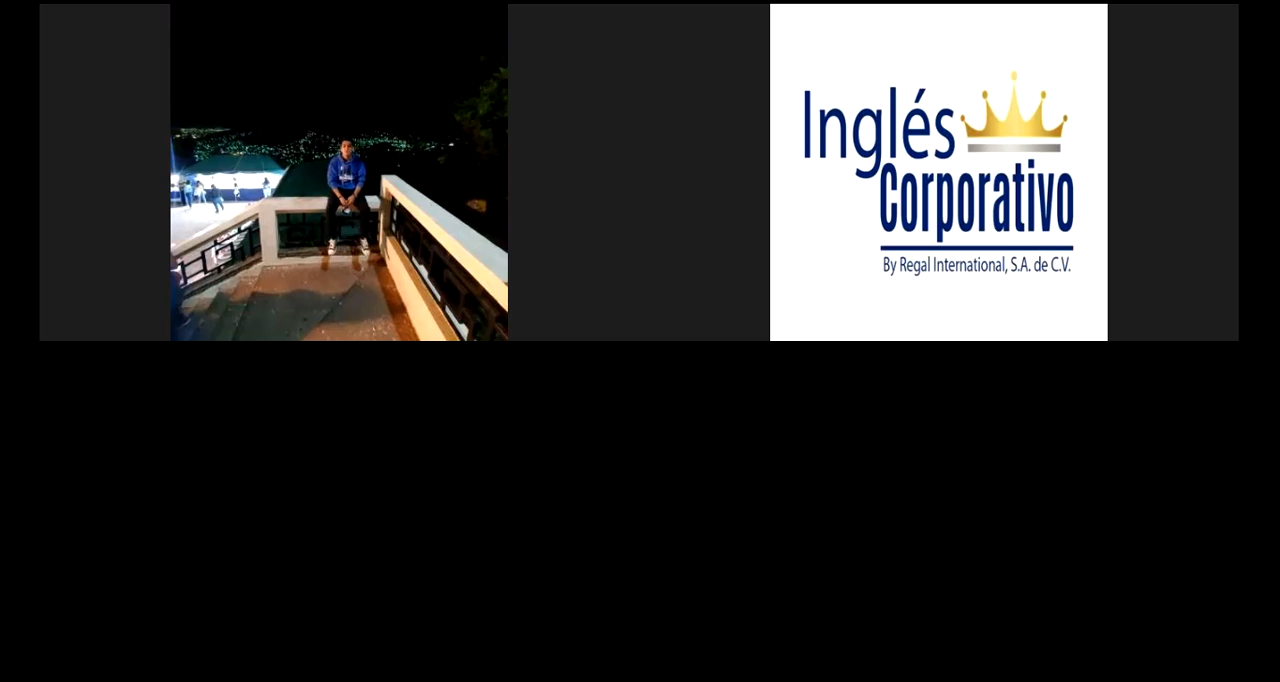 Inglés
Corporativo
By Regal International, S.A. de C.V.